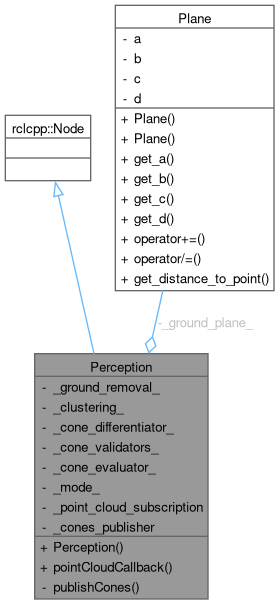 Plane
- a
- b
- c
- d
+ Plane()
+ Plane()
+ get_a()
+ get_b()
+ get_c()
+ get_d()
+ operator+=()
+ operator/=()
+ get_distance_to_point()
rclcpp::Node
-_ground_plane_
Perception
- _ground_removal_
- _clustering_
- _cone_differentiator_
- _cone_validators_
- _cone_evaluator_
- _mode_
- _point_cloud_subscription
- _cones_publisher
+ Perception()
+ pointCloudCallback()
- publishCones()